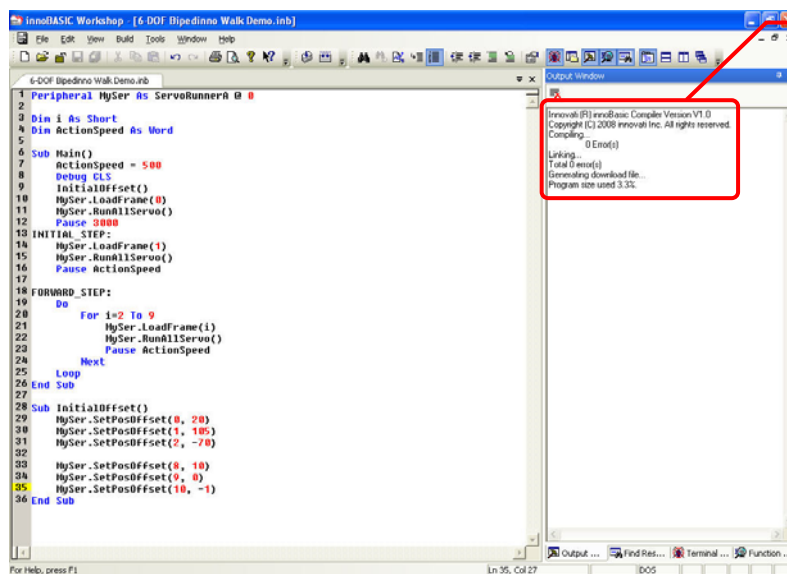 innoBASIC Workshop - [6-DOF Bipedinno Walk Demo.inb]
File Edit View Build Tools Window Help
6-DOF Bipedinno Walk Demo.inb
1 Peripheral MySer As ServoRunnerA @ 0
2
3 Dim i As Short
4 Dim ActionSpeed As Word
5
6 Sub Main()
7 ActionSpeed = 500
8 Debug CLS
9 InitialOffset()
10 MySer.LoadFrame(0)
11 MySer.RunAllServo()
12 Pause 3000
13 INITIAL_STEP:
14 MySer.LoadFrame(1)
15 MySer.RunAllServo()
16 Pause ActionSpeed
17
18 FORWARD_STEP:
19 Do
20 For i=2 To 9
21 MySer.LoadFrame(i)
22 MySer.RunAllServo()
23 Pause ActionSpeed
24 Next
25 Loop
26 End Sub
27
28 Sub InitialOffset()
29 MySer.SetPosOffset(0, 20)
30 MySer.SetPosOffset(1, 105)
31 MySer.SetPosOffset(2, -70)
32
33 MySer.SetPosOffset(8, 10)
34 MySer.SetPosOffset(9, 0)
35 MySer.SetPosOffset(10, -1)
36 End Sub
Output Window
Innovati (R) innoBasic Compiler Version V1.0
Copyright (C) 2008 innovati Inc. All rights reserved.
Compiling...
0 Error(s)
Linking...
Total 0 error(s)
Generating download file...
Program size used 3.3%.
Output ... Find Res... Terminal ... Function ..
For Help, press F1
Ln 35, Col 27
DOS